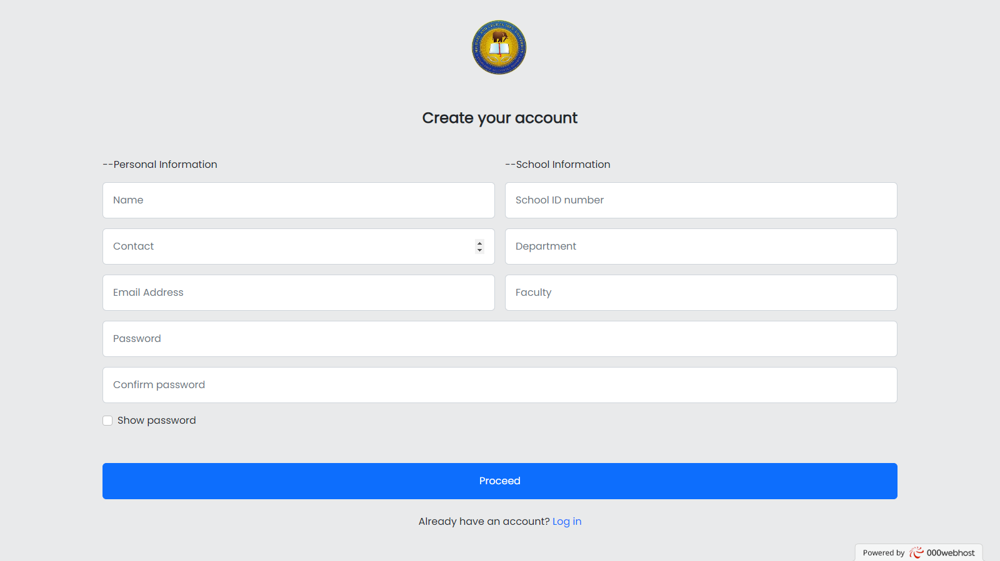 Create your account
--Personal Information
Name
Contact
Email Address
--School Information
School ID number
Department
Faculty
Password
Confirm password
Show password
Proceed
Already have an account? Log in
Powered by 000webhost